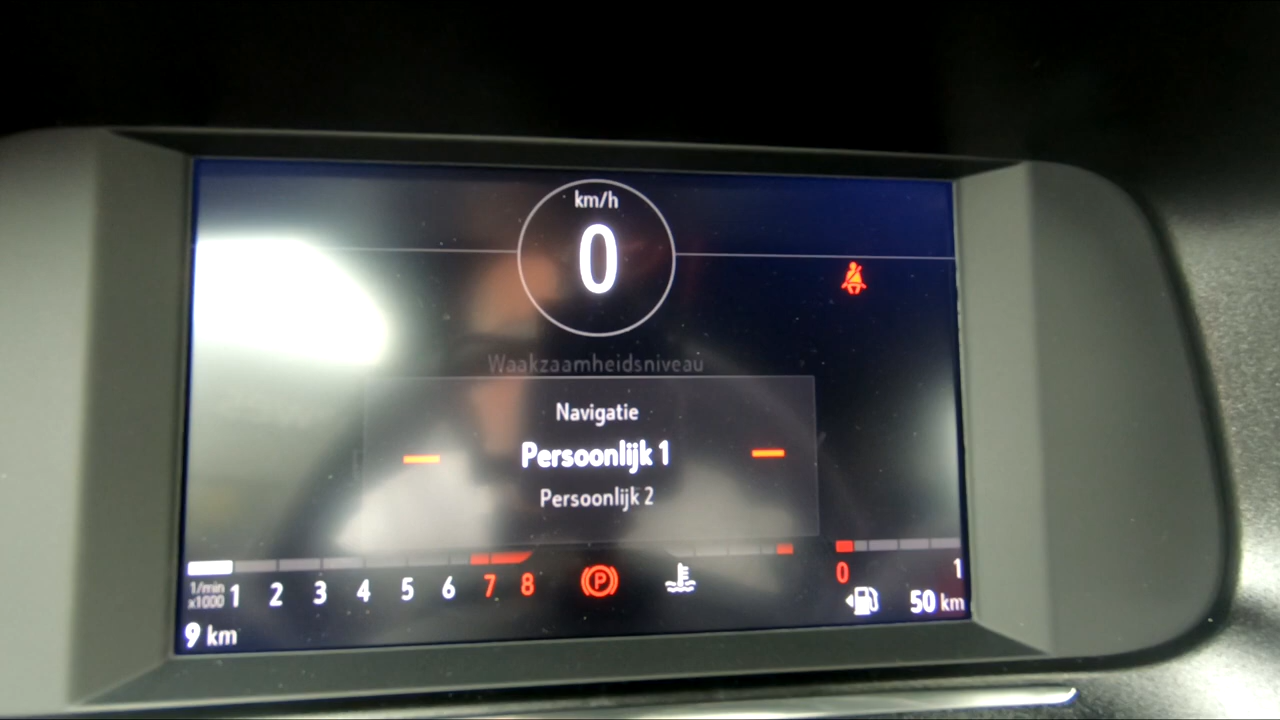 km/h
0
Waakzaamheidsniveau
Navigatie
Persoonlijk 1
Persoonlijk 2
1/min
x1000
1 2 3 4 5 6 7 8
P
0 1
50 km
9 km